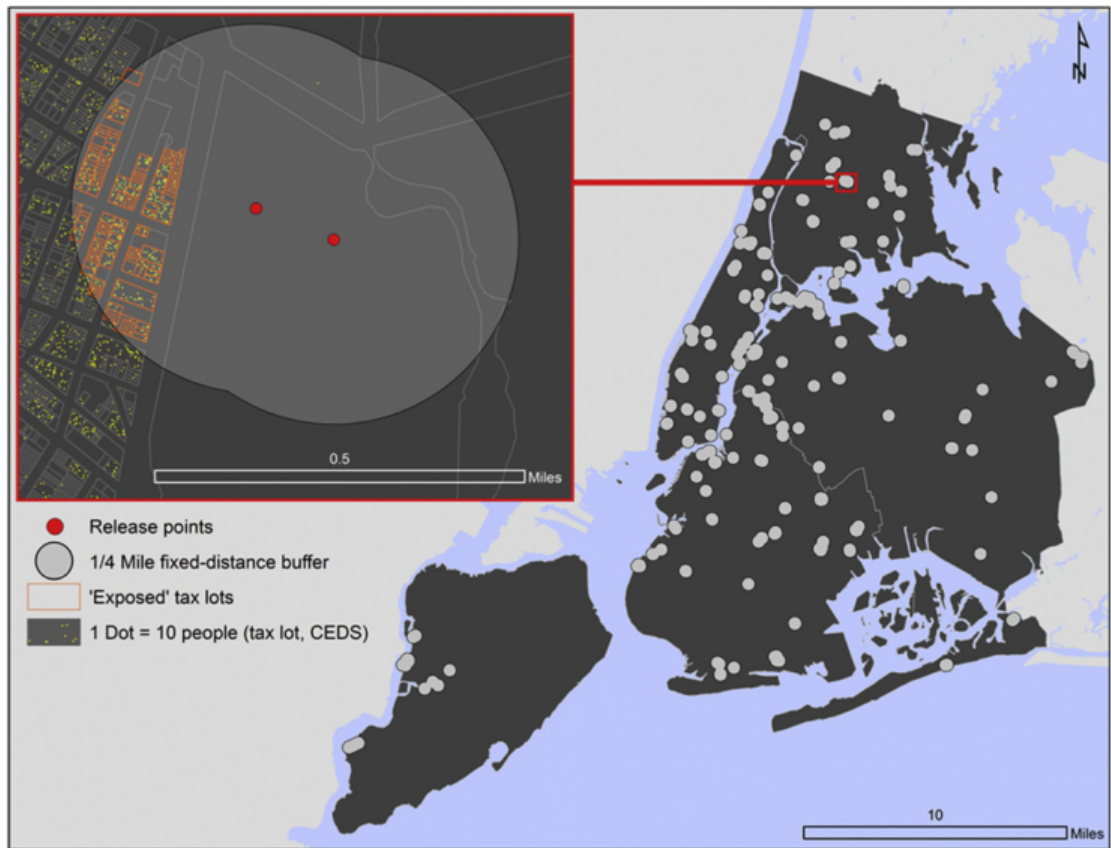 0.5
Miles
Release points
1/4 Mile fixed-distance buffer
'Exposed' tax lots
1 Dot = 10 people (tax lot, CEDS)
N
10
Miles